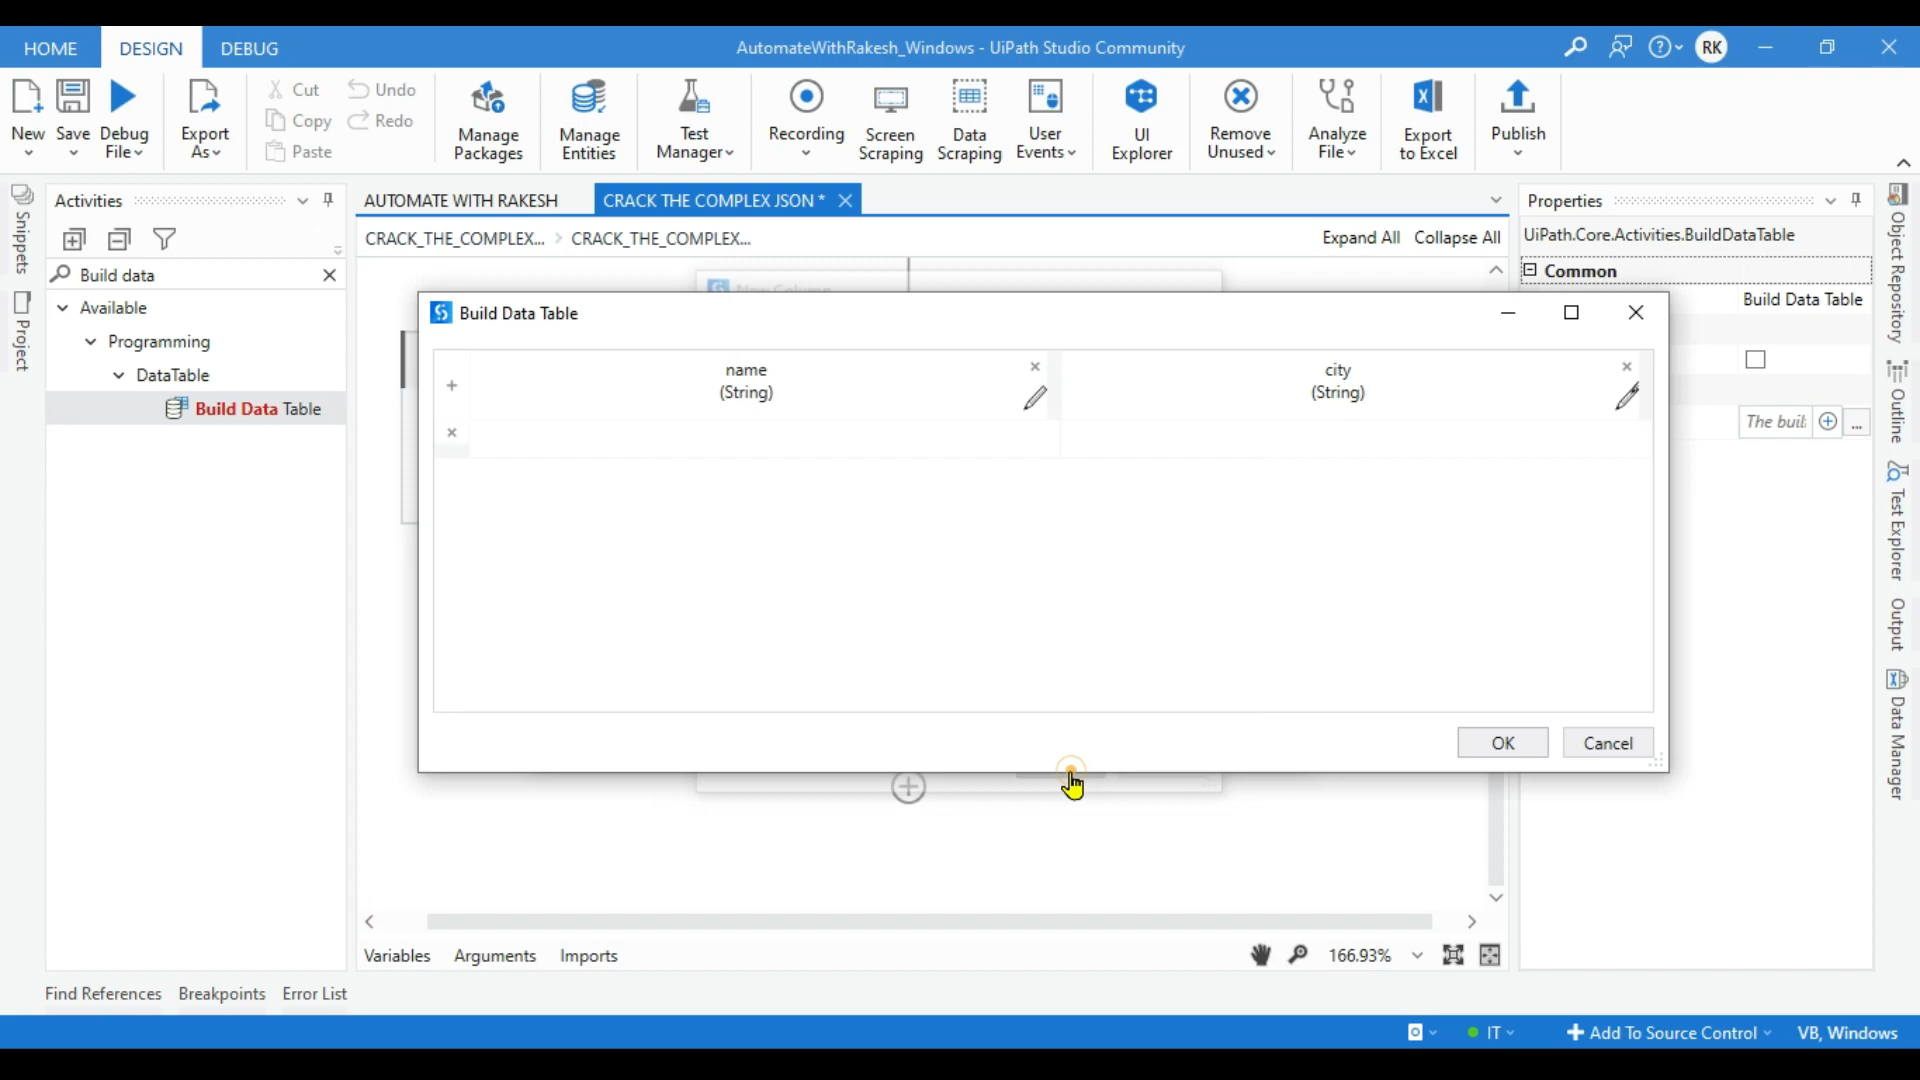 HOME DESIGN DEBUG AutomateWithRakesh_Windows - UiPath Studio Community RK
New Save Debug File Export As Cut Copy Paste Undo Redo Manage Packages Manage Entities Test Manager Recording Screen Scraping Data Scraping User Events UI Explorer Remove Unused Analyze File Export to Excel Publish
Snippets
Project
Activities
Build data
Available
Programming
DataTable
Build Data Table
AUTOMATE WITH RAKESH CRACK THE COMPLEX JSON *
CRACK_THE_COMPLEX... > CRACK_THE_COMPLEX... Expand All Collapse All
New Column
Build Data Table
name
(String)
city
(String)
OK Cancel
Variables Arguments Imports 166.93%
Properties
UiPath.Core.Activities.BuildDataTable
Common
Build Data Table
The buil ...
Object Repository
Outline
Test Explorer
Output
Data Manager
Find References Breakpoints Error List
IT Add To Source Control VB, Windows